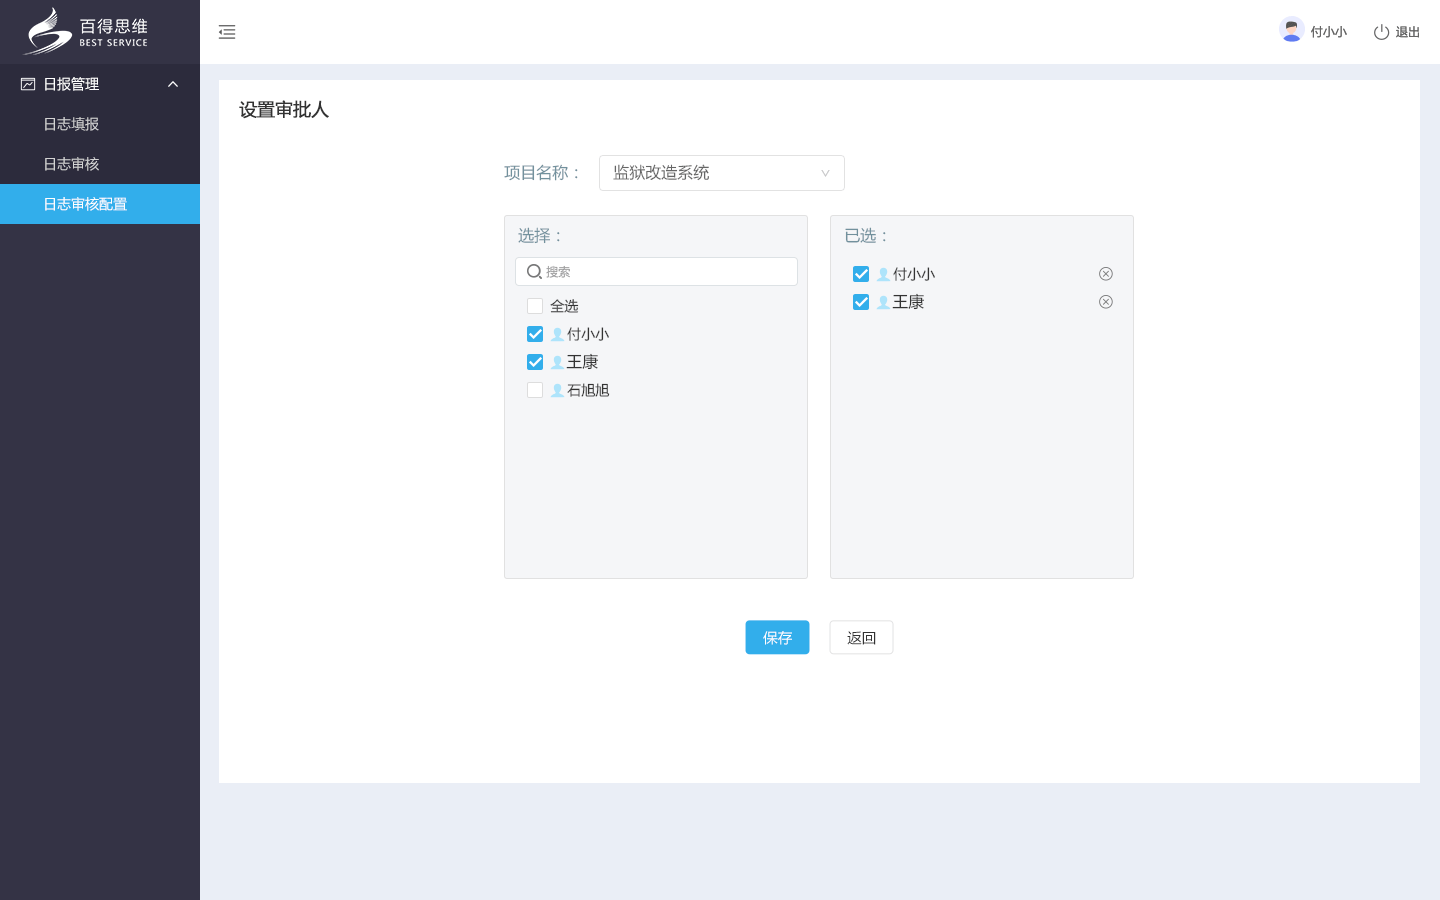 百得思维
BEST SERVICE
付小小
退出
日报管理
日志填报
日志审核
日志审核配置
设置审批人
项目名称：
监狱改造系统
选择：
搜索
全选
付小小
王康
石旭旭
已选：
付小小
王康
保存
返回